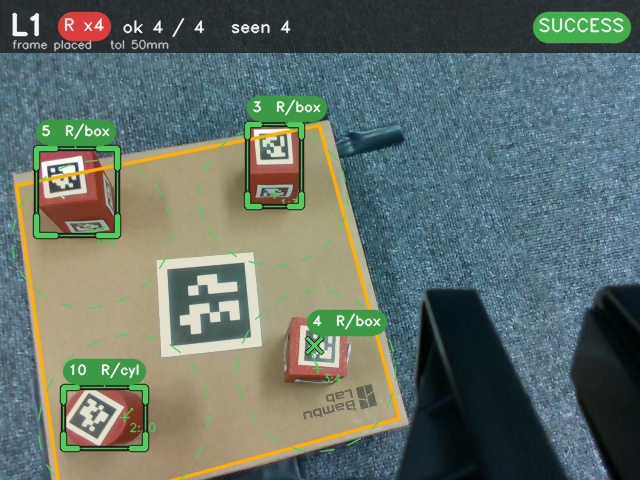 L1 R x4 ok 4 / 4 seen 4 SUCCESS
frame placed tol 50mm
3 R/box
5 R/box
4 R/box
10 R/cyl
Bambu
Lab